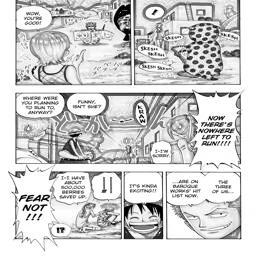 WOW,
YOU'RE
GOOD!
SKESH
SKESH
SKESH
SKESH
WHERE WERE
YOU PLANNING
TO RUN TO,
ANYWAY?
FUNNY,
ISN'T SHE?
I-I'M
SORRY.
NOW
THERE'S
NOWHERE
LEFT TO
RUN!!!!
FEAR
NOT
!!!
I-I HAVE
ABOUT
500,000
BERRIES
SAVED UP.
!?
IT'S KINDA
EXCITING!!
...ARE
ON
BAROQUE
WORKS'
HIT
LIST NOW.
THE
THREE
OF US...